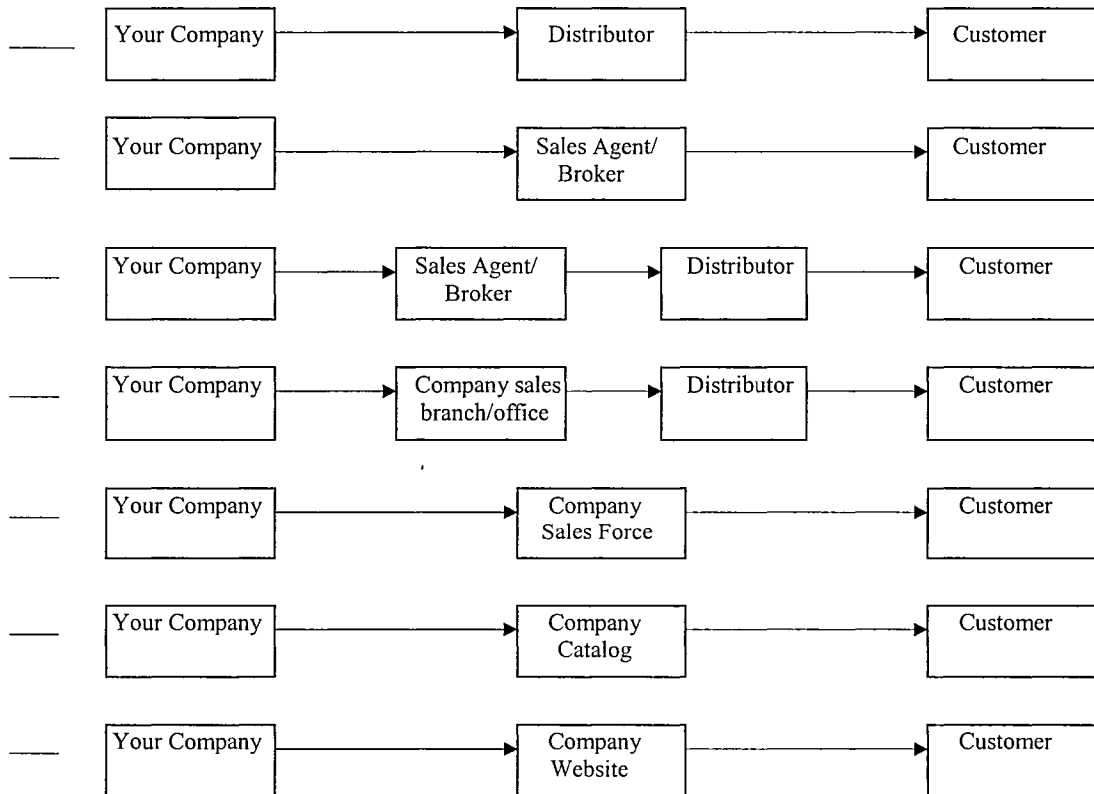 Your Company Distributor Customer
Your Company Sales Agent/ Customer
Broker
Your Company Sales Agent/ Distributor Customer
Broker
Your Company Company sales Distributor Customer
branch/office
Your Company Company Customer
Sales Force
Your Company Company Customer
Catalog
Your Company Company Customer
Website